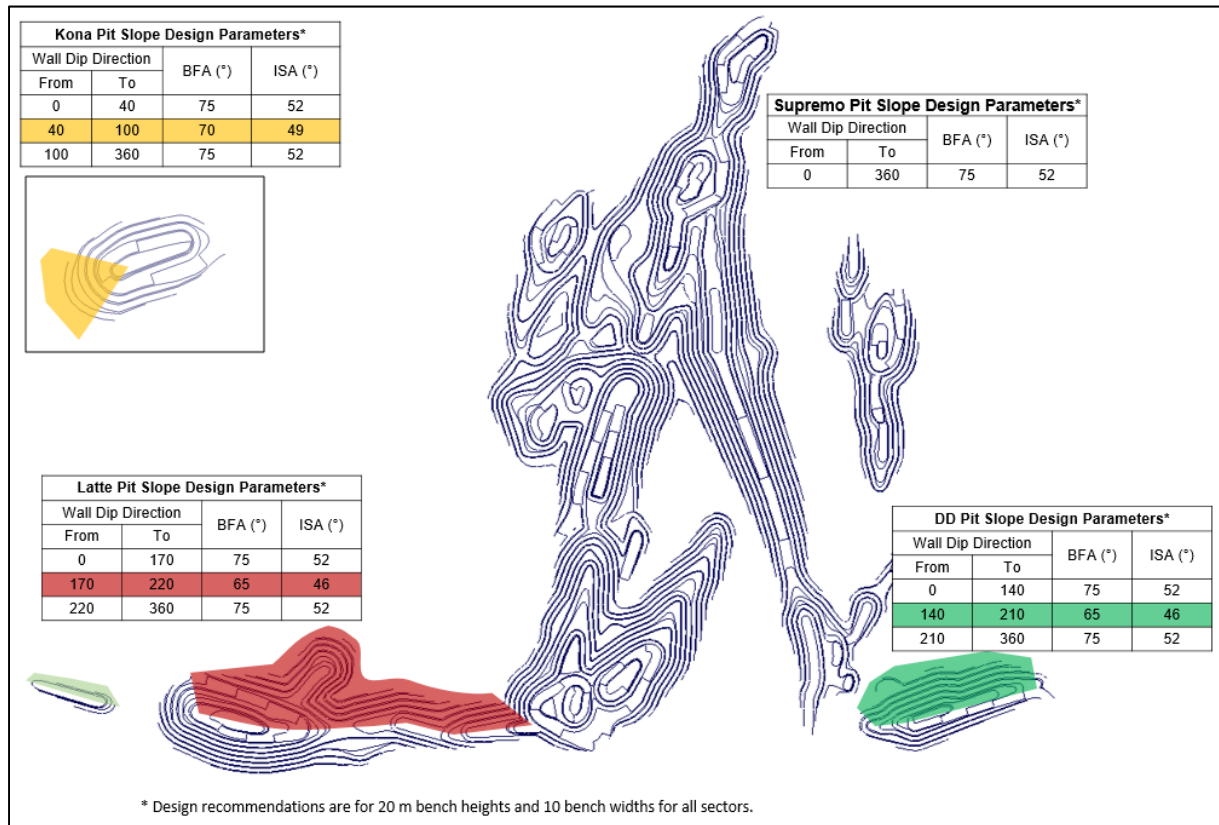 Kona Pit Slope Design Parameters*
Wall Dip Direction BFA (°) ISA (°)
From To
0 40 75 52
40 100 70 49
100 360 75 52
Supremo Pit Slope Design Parameters*
Wall Dip Direction BFA (°) ISA (°)
From To
0 360 75 52
Latte Pit Slope Design Parameters*
Wall Dip Direction BFA (°) ISA (°)
From To
0 170 75 52
170 220 65 46
220 360 75 52
DD Pit Slope Design Parameters*
Wall Dip Direction BFA (°) ISA (°)
From To
0 140 75 52
140 210 65 46
210 360 75 52
* Design recommendations are for 20 m bench heights and 10 bench widths for all sectors.